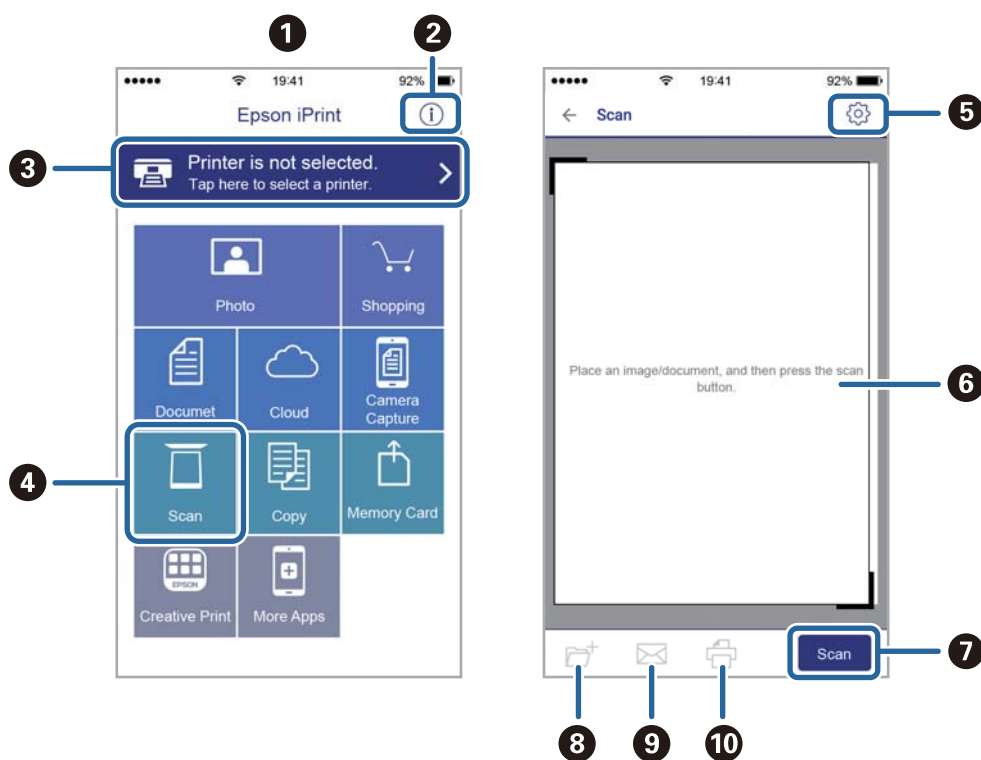 1
2
19:41
92%
Epson iPrint
3
Printer is not selected.
Tap here to select a printer.
Photo
Shopping
Documet
Cloud
Camera
Capture
4
Scan
Copy
Memory Card
EPSON
Creative Print
More Apps
19:41
92%
Scan
5
Place an image/document, and then press the scan
button.
6
Scan
7
8
9
10